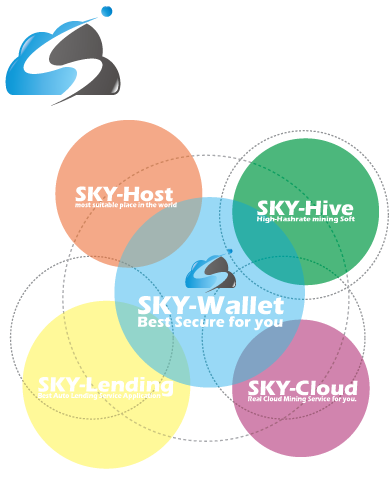 SKY-Host
most suitable place in the world
SKY-Hive
High-Hashrate mining Soft
SKY-Wallet
Best Secure for you
SKY-Lending
SKY-Cloud
Real Cloud Mining Service for you.